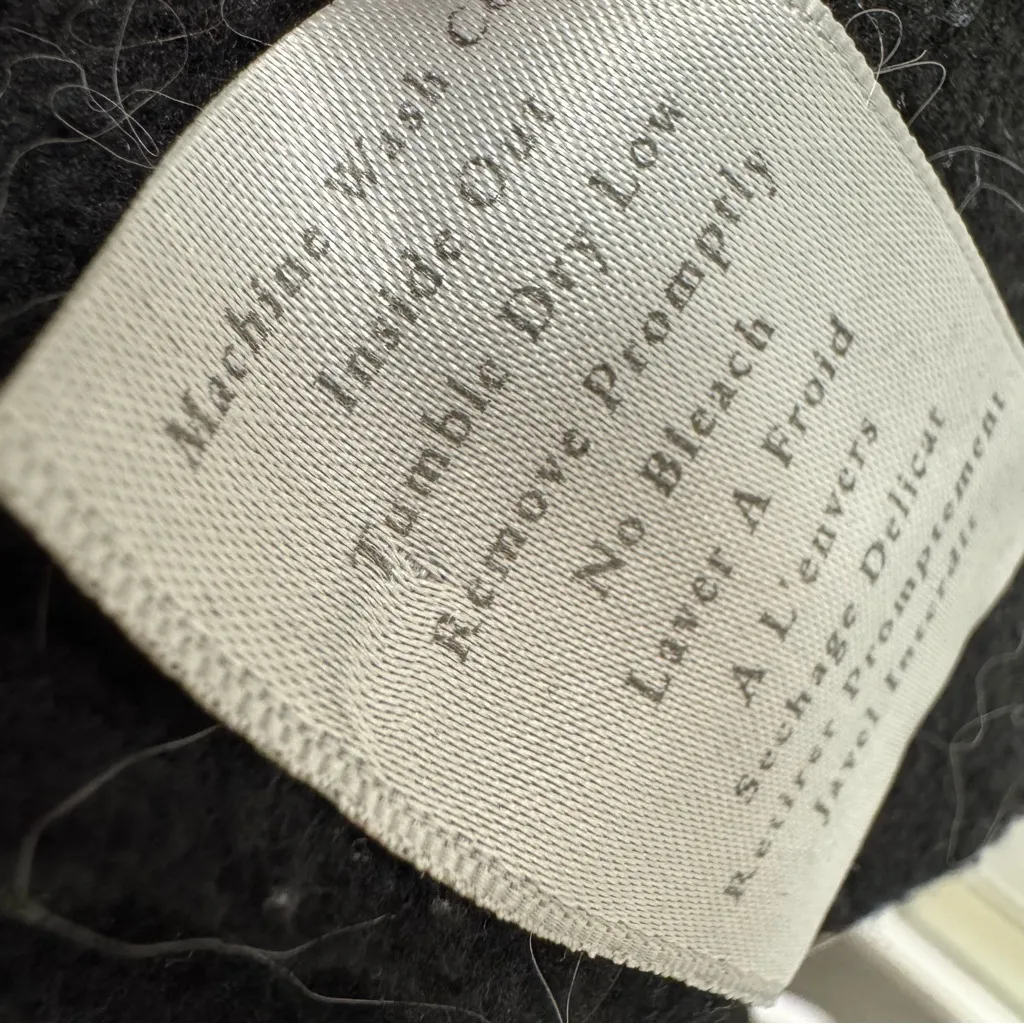 Machine Wash
Inside Out
Tumble Dry Low
Remove Promptly
No Bleach
Laver A Froid
A L'envers
Sechage Delicat
Retirer Promptement
Javel Interdit